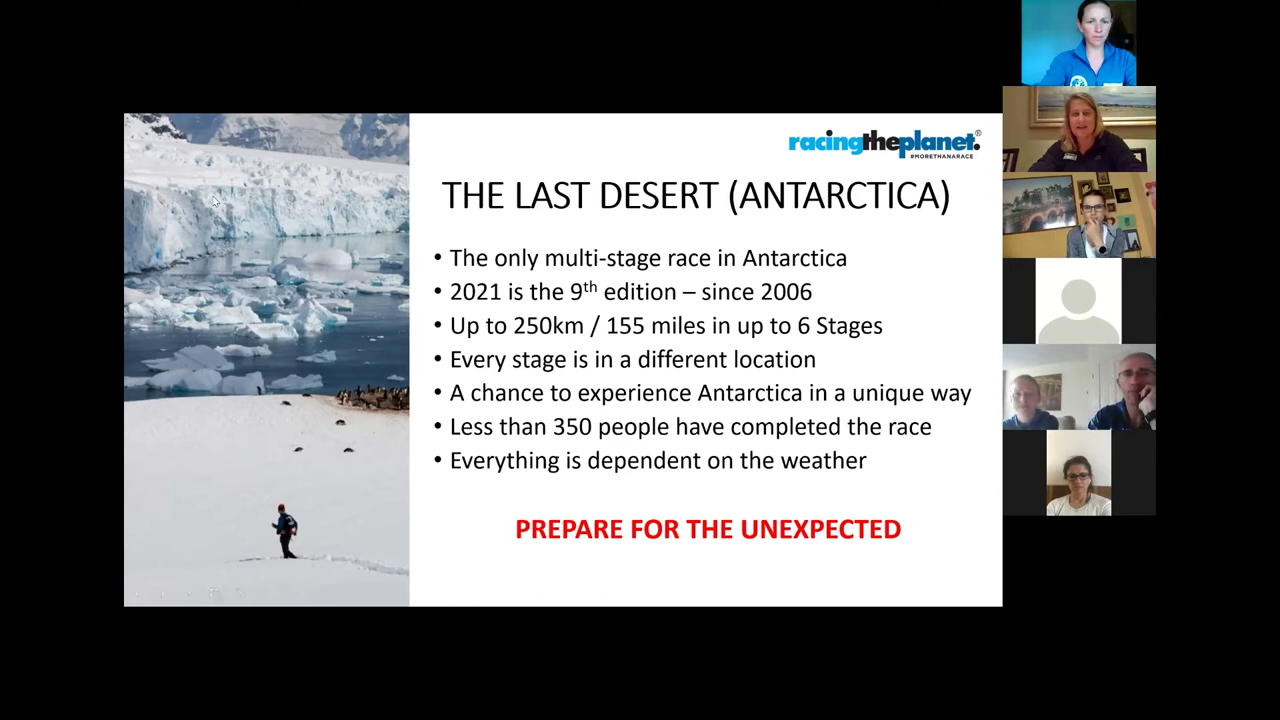 racingtheplanet.®
#MORETHANARACE
THE LAST DESERT (ANTARCTICA)
• The only multi-stage race in Antarctica
• 2021 is the 9th edition – since 2006
• Up to 250km / 155 miles in up to 6 Stages
• Every stage is in a different location
• A chance to experience Antarctica in a unique way
• Less than 350 people have completed the race
• Everything is dependent on the weather
PREPARE FOR THE UNEXPECTED